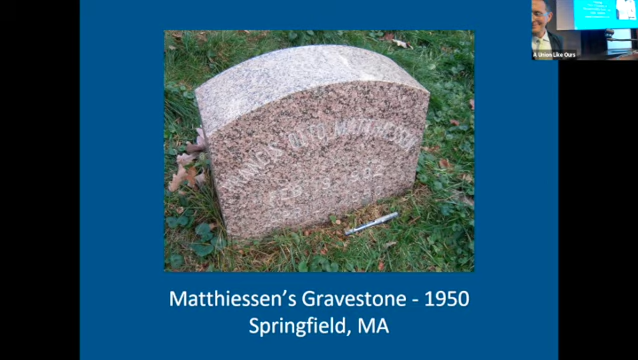 A Union Like Ours
FRANCIS OTTO MATTHIESSEN
FEB. 19. 1902
Matthiessen's Gravestone - 1950
Springfield, MA